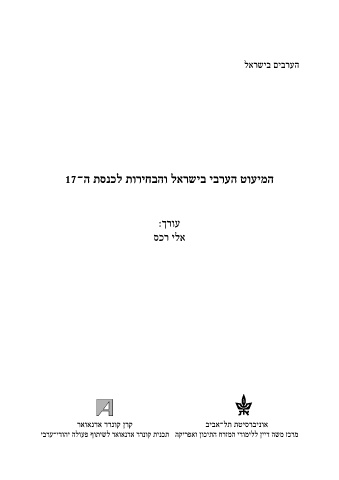 הערבים בישראל
המיעוט הערבי בישראל והבחירות לכנסת ה־17
עורך:
אלי רכס
אוניברסיטת תל־אביב
מרכז משה דיין ללימודי המזרח התיכון ואפריקה
קרן קונרד אדנאואר
תכנית קונרד אדנאואר לשיתוף פעולה יהודי־ערבי